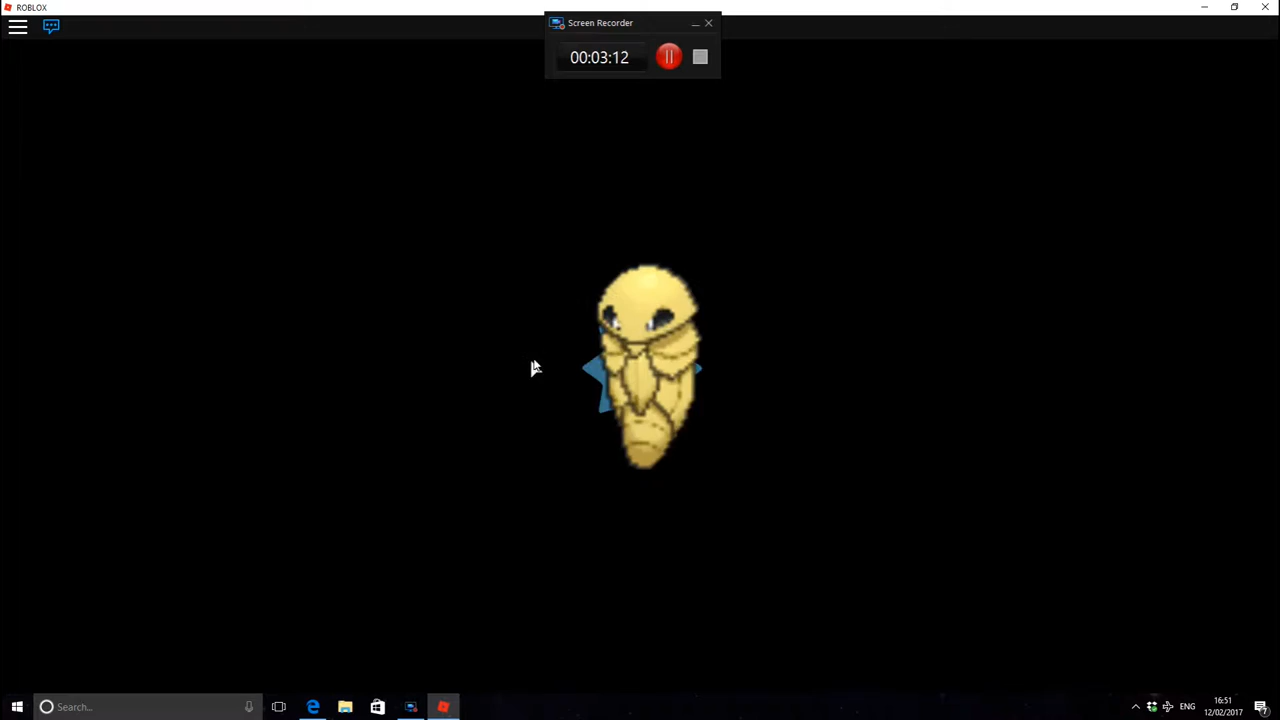 ROBLOX
Screen Recorder
00:03:12
Search...
ENG
16:51
12/02/2017